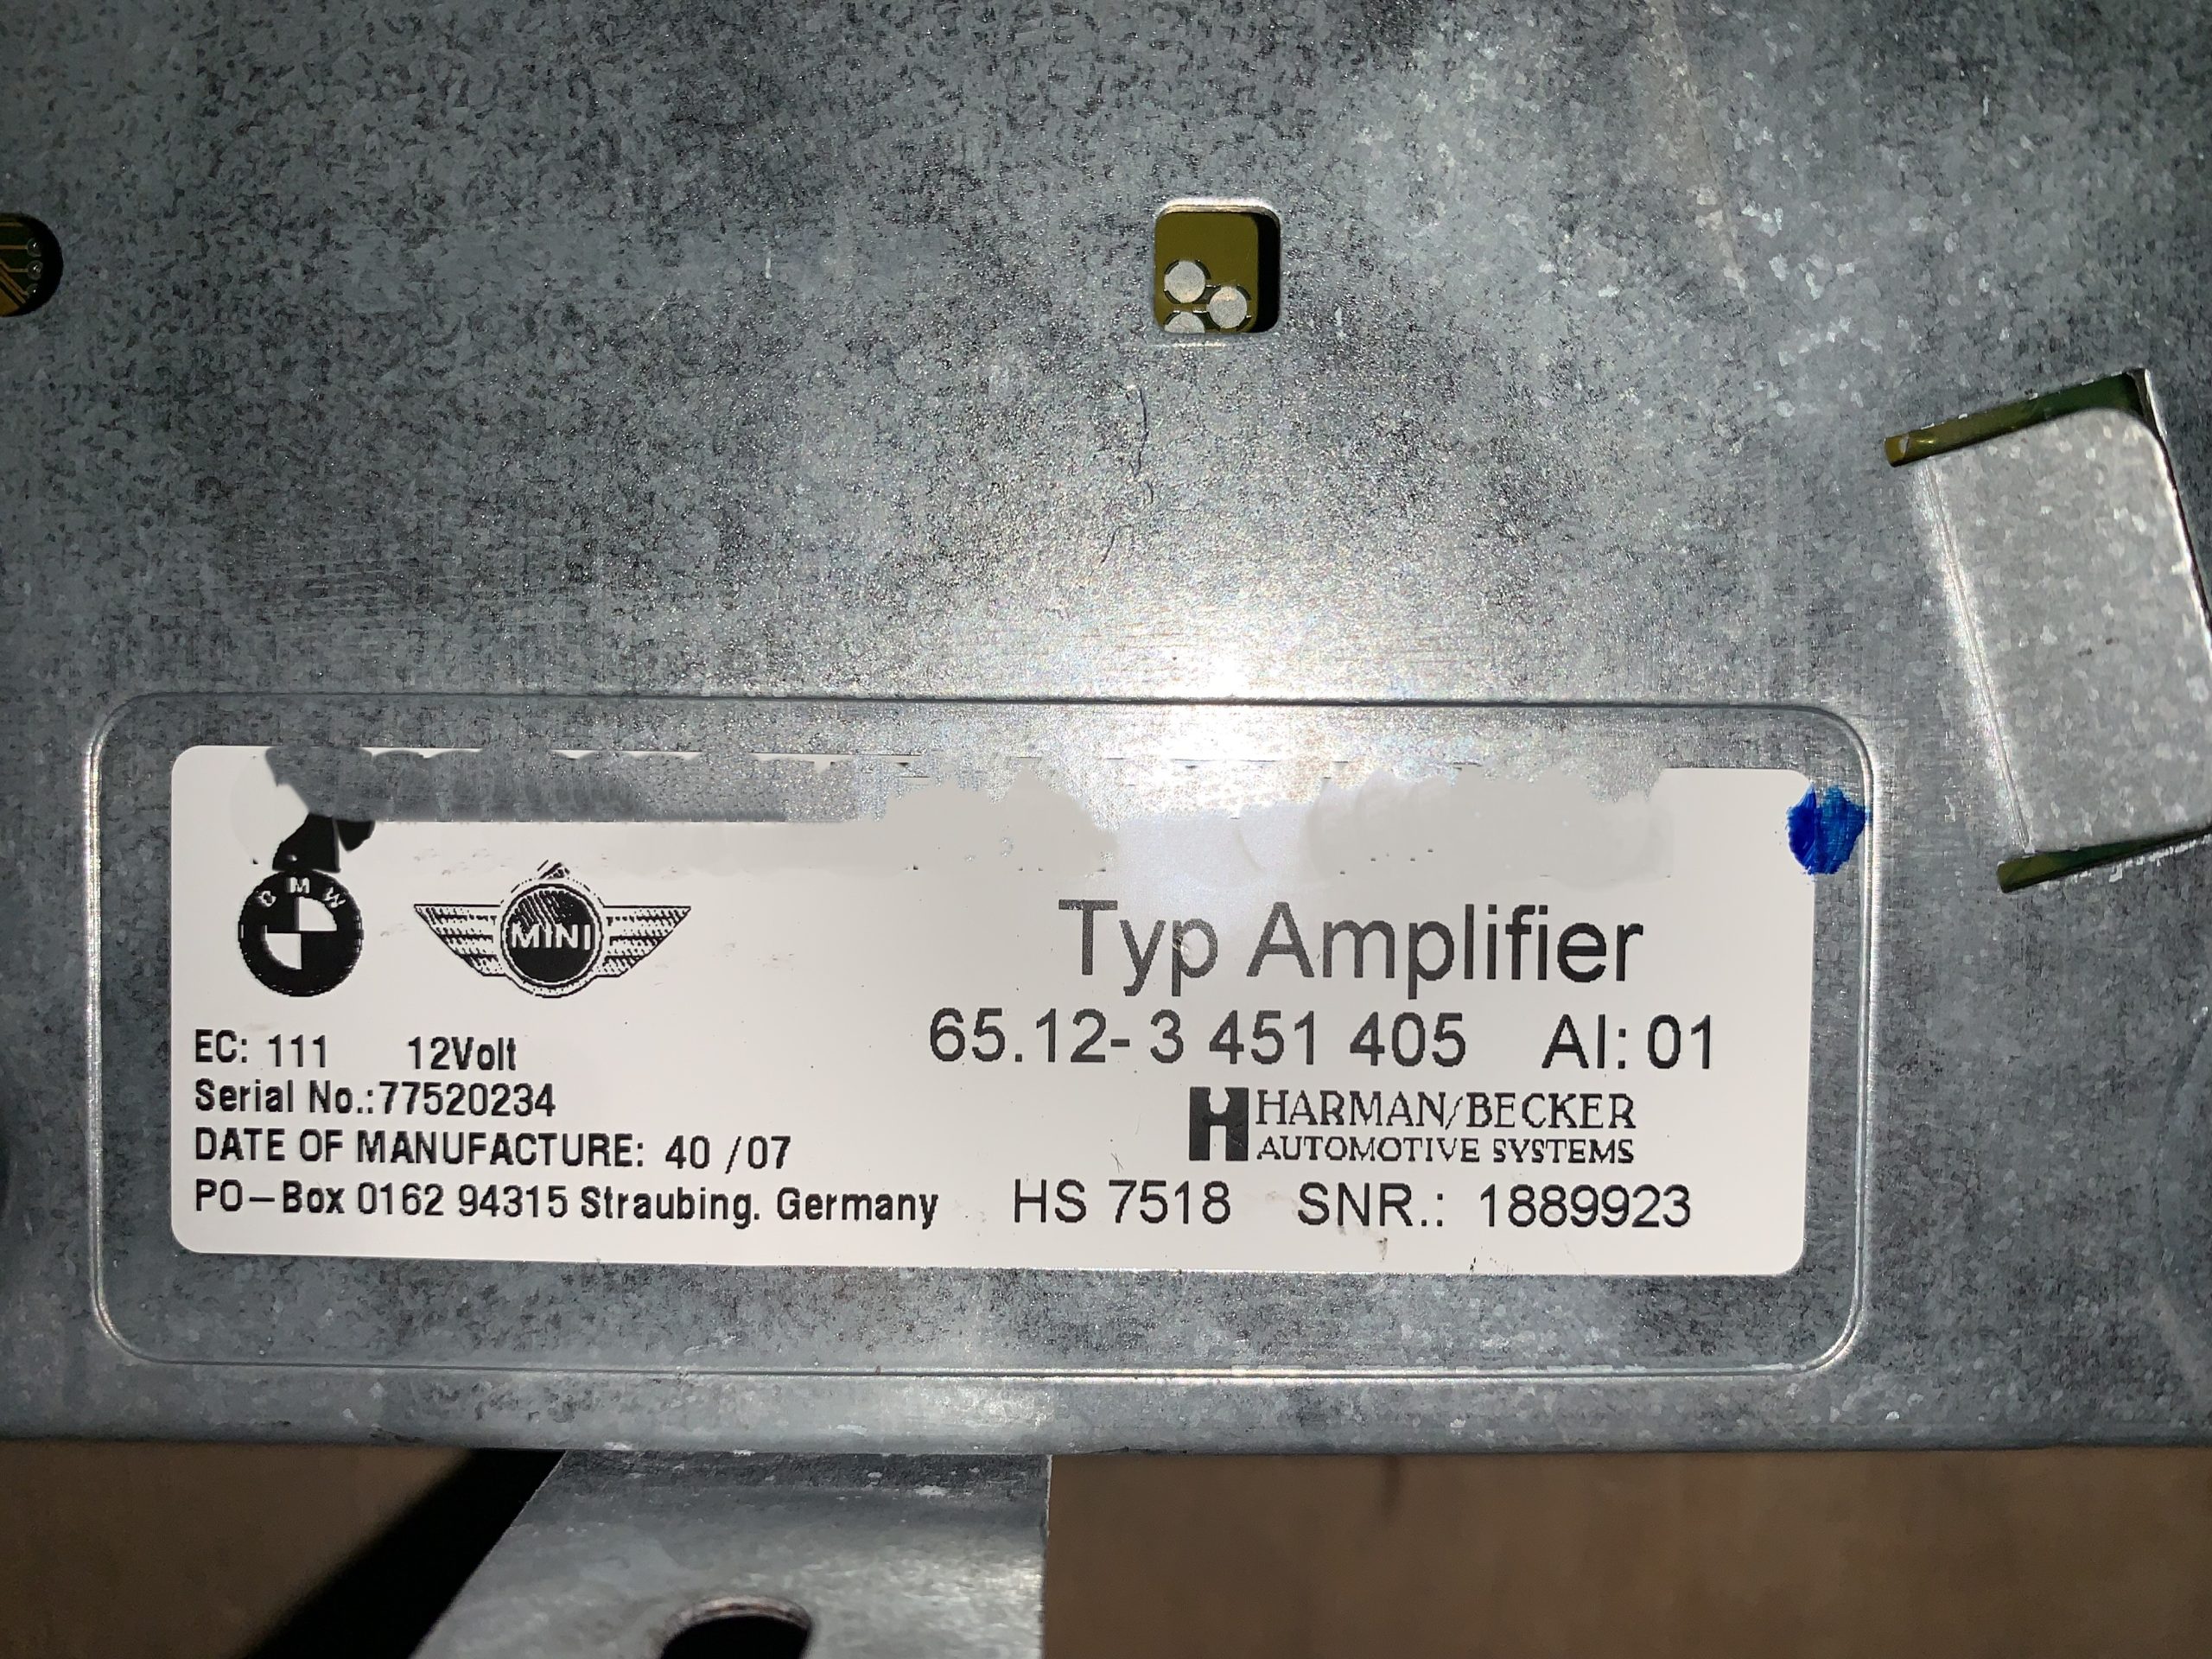 BMW
MINI
Typ Amplifier
65.12-3 451 405 AI: 01
EC: 111 12Volt
Serial No.:77520234
DATE OF MANUFACTURE: 40 /07
PO-Box 0162 94315 Straubing. Germany
HARMAN/BECKER
AUTOMOTIVE SYSTEMS
HS 7518 SNR.: 1889923